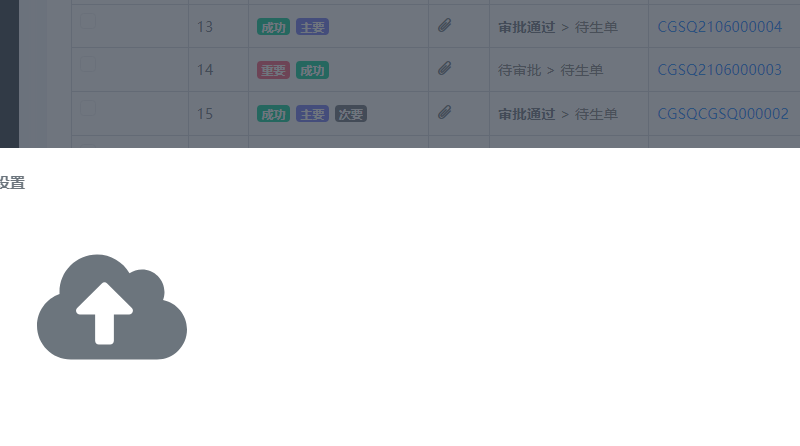 13 成功 主要 审批通过 > 待生单 CGSQ2106000004
14 重要 成功 待审批 > 待生单 CGSQ2106000003
15 成功 主要 次要 审批通过 > 待生单 CGSQCGSQ000002
设置